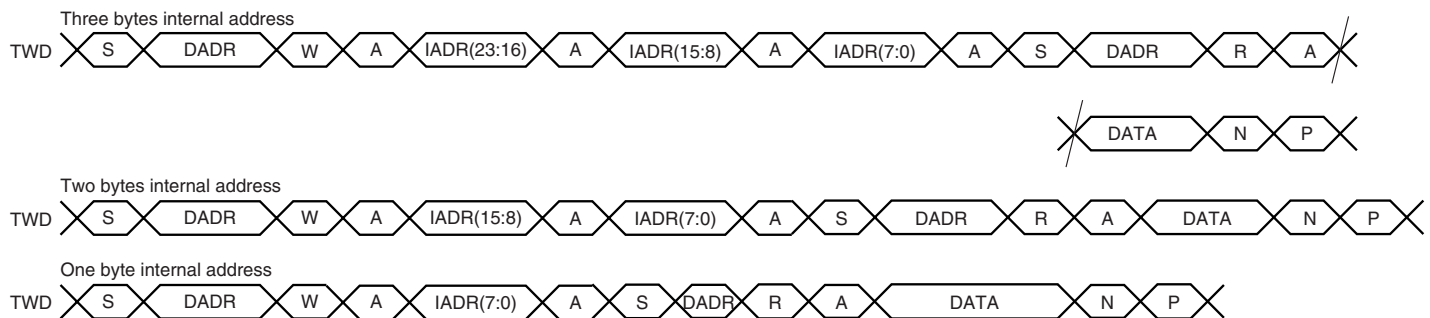 Three bytes internal address
TWD S DADR W A IADR(23:16) A IADR(15:8) A IADR(7:0) A S DADR R A
DATA N P
Two bytes internal address
TWD S DADR W A IADR(15:8) A IADR(7:0) A S DADR R A DATA N P
One byte internal address
TWD S DADR W A IADR(7:0) A S DADR R A DATA N P